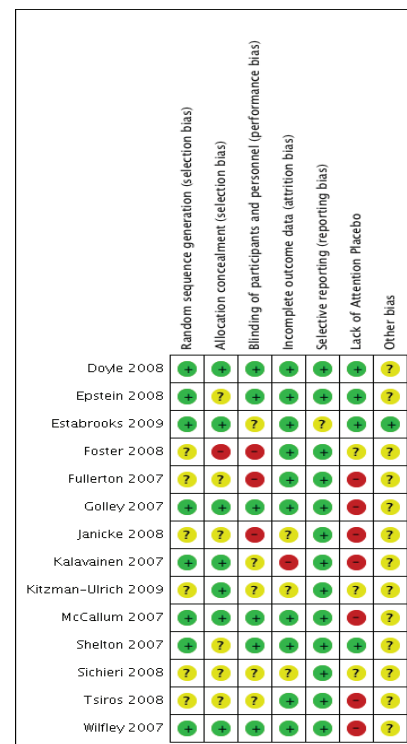 Random sequence generation (selection bias)
Allocation concealment (selection bias)
Blinding of participants and personnel (performance bias)
Incomplete outcome data (attrition bias)
Selective reporting (reporting bias)
Lack of Attention Placebo
Other bias
Doyle 2008 + + + + + + ?
Epstein 2008 + ? + + + + ?
Estabrooks 2009 + + ? + ? + +
Foster 2008 ? - - + + ? ?
Fullerton 2007 ? ? - + + - ?
Golley 2007 + + + + + - ?
Janicke 2008 ? ? - ? + - ?
Kalavainen 2007 + + ? - + - ?
Kitzman-Ulrich 2009 ? + ? ? + ? ?
McCallum 2007 + + + + + - ?
Shelton 2007 + ? + + + + ?
Sichieri 2008 ? ? ? ? + ? ?
Tsiros 2008 ? ? ? + + - ?
Wilfley 2007 + + + + + - ?